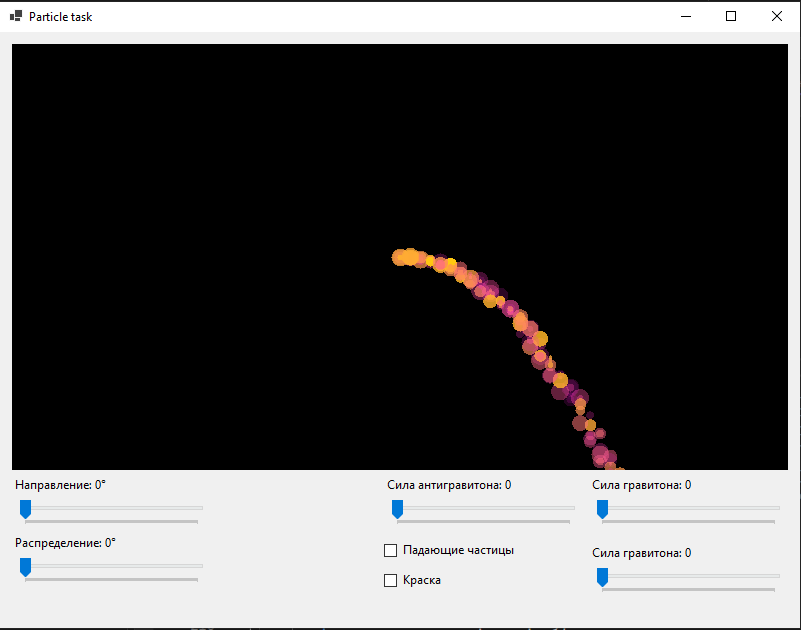 Particle task
Направление: 0°
Распределение: 0°
Сила антигравитона: 0
Падающие частицы
Краска
Сила гравитона: 0
Сила гравитона: 0